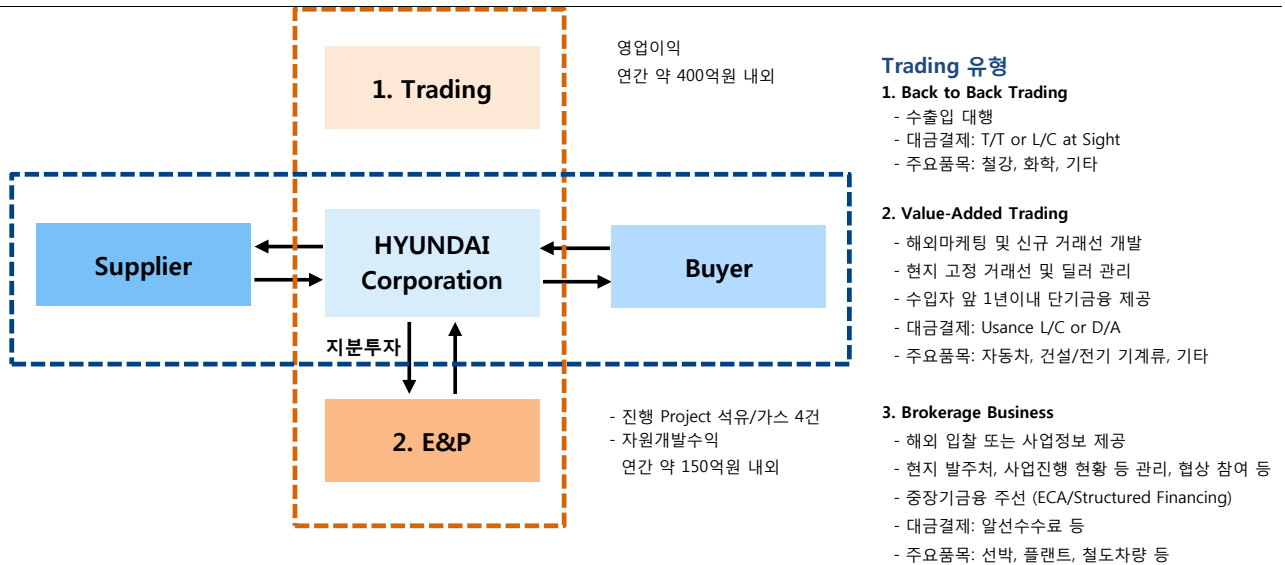 1. Trading
영업이익
연간 약 400억원 내외
Supplier
HYUNDAI
Corporation
Buyer
지분투자
2. E&P
- 진행 Project 석유/가스 4건
- 자원개발수익
연간 약 150억원 내외
Trading 유형
1. Back to Back Trading
- 수출입 대행
- 대금결제: T/T or L/C at Sight
- 주요품목: 철강, 화학, 기타
2. Value-Added Trading
- 해외마케팅 및 신규 거래선 개발
- 현지 고정 거래선 및 딜러 관리
- 수입자 앞 1년이내 단기금융 제공
- 대금결제: Usance L/C or D/A
- 주요품목: 자동차, 건설/전기 기계류, 기타
3. Brokerage Business
- 해외 입찰 또는 사업정보 제공
- 현지 발주처, 사업진행 현황 등 관리, 협상 참여 등
- 중장기금융 주선 (ECA/Structured Financing)
- 대금결제: 알선수수료 등
- 주요품목: 선박, 플랜트, 철도차량 등